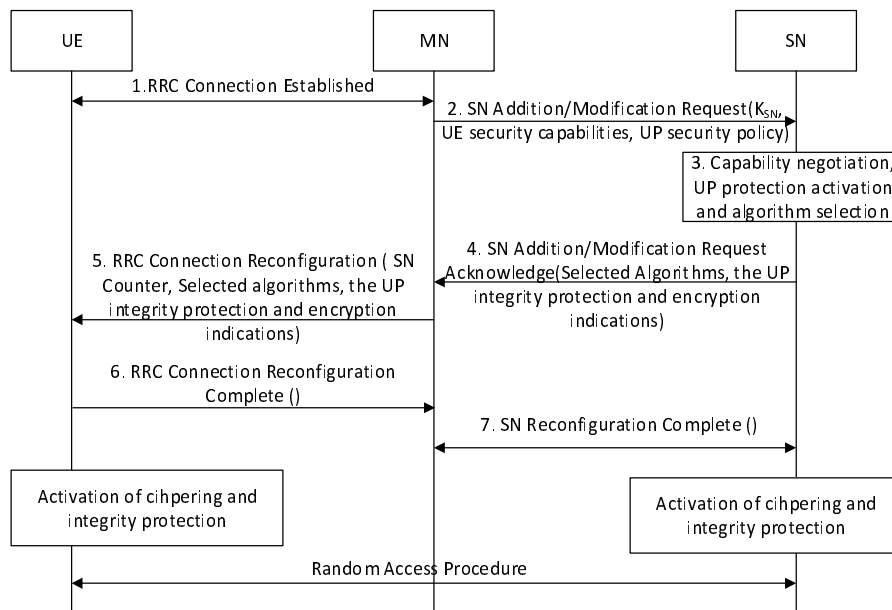 UE
MN
SN
1.RRC Connection Established
2. SN Addition/Modification Request(KSN,
UE security capabilities, UP security policy)
3. Capability negotiation,
UP protection activation
and algorithm selection
4. SN Addition/Modification Request
Acknowledge(Selected Algorithms, the UP
integrity protection and encryption
indications)
5. RRC Connection Reconfiguration ( SN
Counter, Selected algorithms, the UP
integrity protection and encryption
indications)
6. RRC Connection Reconfiguration
Complete ()
7. SN Reconfiguration Complete ()
Activation of cihpering and
integrity protection
Activation of cihpering and
integrity protection
Random Access Procedure